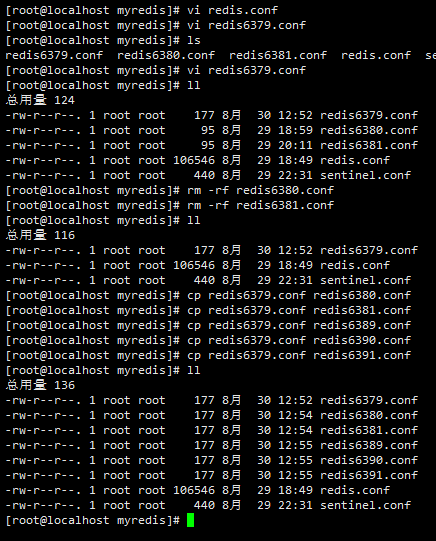 [root@localhost myredis]# vi redis.conf
[root@localhost myredis]# vi redis6379.conf
[root@localhost myredis]# ls
redis6379.conf  redis6380.conf  redis6381.conf  redis.conf  se
[root@localhost myredis]# vi redis6379.conf
[root@localhost myredis]# ll
总用量 124
-rw-r--r--. 1 root root    177 8月  30 12:52 redis6379.conf
-rw-r--r--. 1 root root     95 8月  29 18:59 redis6380.conf
-rw-r--r--. 1 root root     95 8月  29 20:11 redis6381.conf
-rw-r--r--. 1 root root 106546 8月  29 18:49 redis.conf
-rw-r--r--. 1 root root    440 8月  29 22:31 sentinel.conf
[root@localhost myredis]# rm -rf redis6380.conf
[root@localhost myredis]# rm -rf redis6381.conf
[root@localhost myredis]# ll
总用量 116
-rw-r--r--. 1 root root    177 8月  30 12:52 redis6379.conf
-rw-r--r--. 1 root root 106546 8月  29 18:49 redis.conf
-rw-r--r--. 1 root root    440 8月  29 22:31 sentinel.conf
[root@localhost myredis]# cp redis6379.conf redis6380.conf
[root@localhost myredis]# cp redis6379.conf redis6381.conf
[root@localhost myredis]# cp redis6379.conf redis6389.conf
[root@localhost myredis]# cp redis6379.conf redis6390.conf
[root@localhost myredis]# cp redis6379.conf redis6391.conf
[root@localhost myredis]# ll
总用量 136
-rw-r--r--. 1 root root    177 8月  30 12:52 redis6379.conf
-rw-r--r--. 1 root root    177 8月  30 12:54 redis6380.conf
-rw-r--r--. 1 root root    177 8月  30 12:54 redis6381.conf
-rw-r--r--. 1 root root    177 8月  30 12:55 redis6389.conf
-rw-r--r--. 1 root root    177 8月  30 12:55 redis6390.conf
-rw-r--r--. 1 root root    177 8月  30 12:55 redis6391.conf
-rw-r--r--. 1 root root 106546 8月  29 18:49 redis.conf
-rw-r--r--. 1 root root    440 8月  29 22:31 sentinel.conf
[root@localhost myredis]#